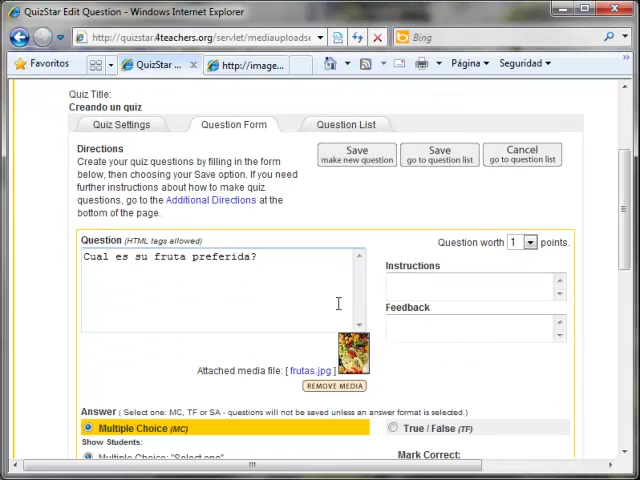 QuizStar Edit Question - Windows Internet Explorer
http://quizstar.4teachers.org/servlet/mediauploadse
Bing
Favoritos
QuizStar ...
http://image...
Página
Seguridad
Quiz Title:
Creando un quiz
Quiz Settings
Question Form
Question List
Directions
Create your quiz questions by filling in the form
below, then choosing your Save option. If you need
further instructions about how to make quiz
questions, go to the Additional Directions at the
bottom of the page.
Save
make new question
Save
go to question list
Cancel
go to question list
Question (HTML tags allowed)
Question worth 1 points.
Cual es su fruta preferida?
Instructions
Feedback
Attached media file: [ frutas.jpg ]
REMOVE MEDIA
Answer ( Select one: MC, TF or SA - questions will not be saved unless an answer format is selected.)
Multiple Choice (MC)
True / False (TF)
Show Students:
Multiple Choice: "Select one"
Mark Correct: